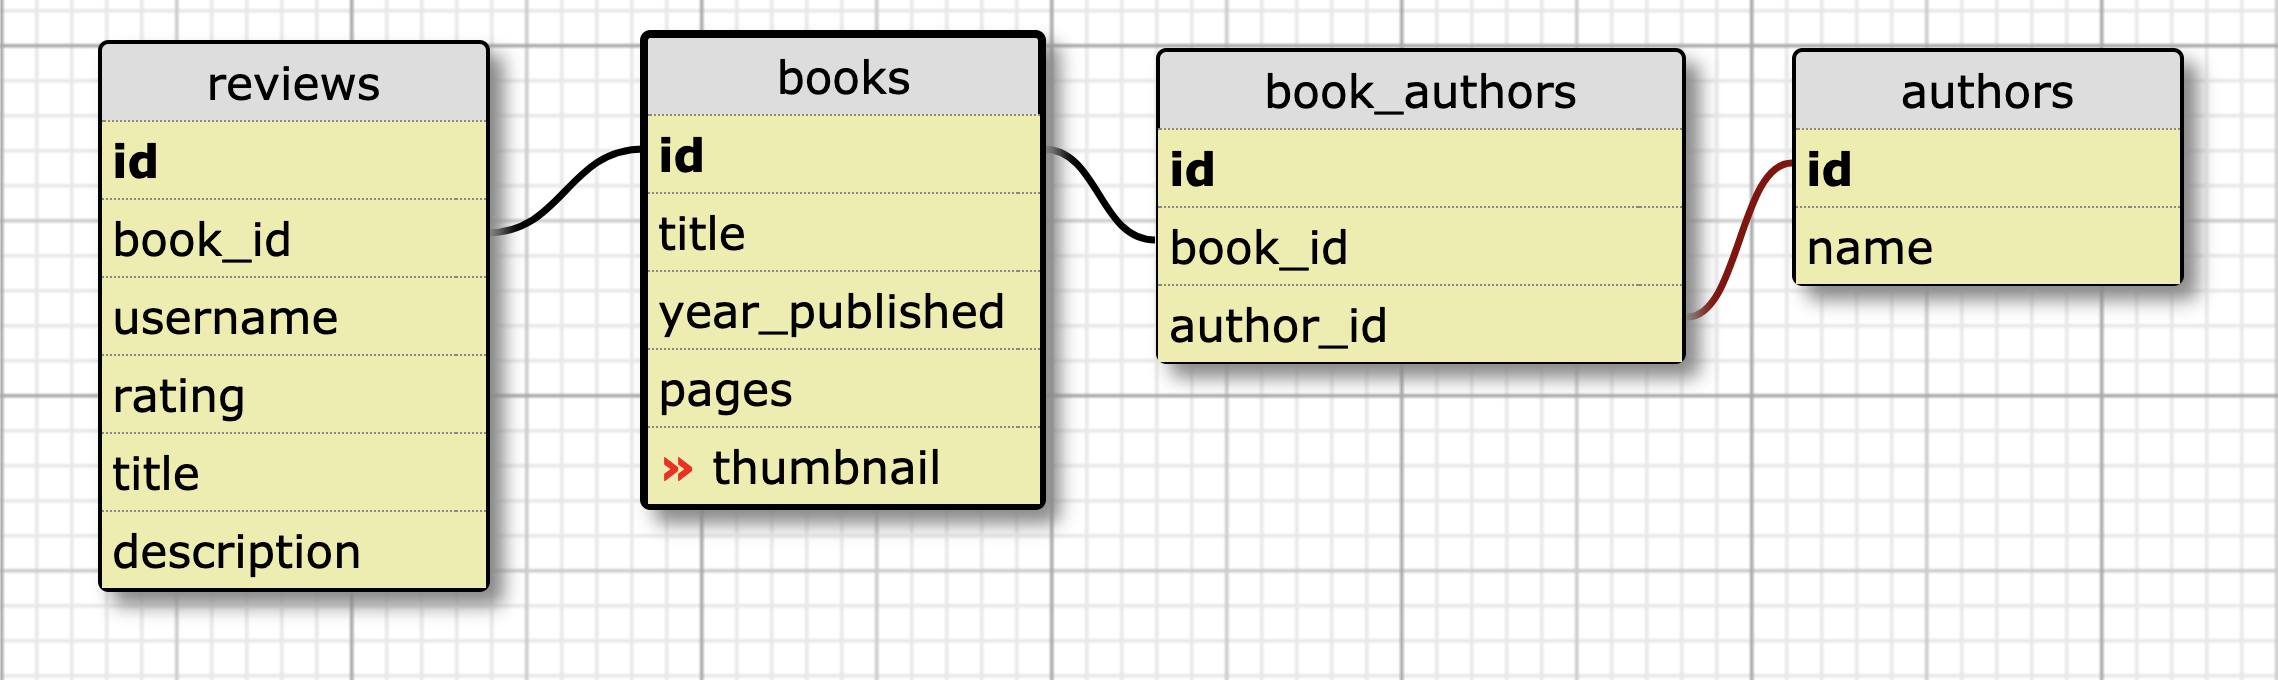 reviews
id
book_id
username
rating
title
description
books
id
title
year_published
pages
» thumbnail
book_authors
id
book_id
author_id
authors
id
name